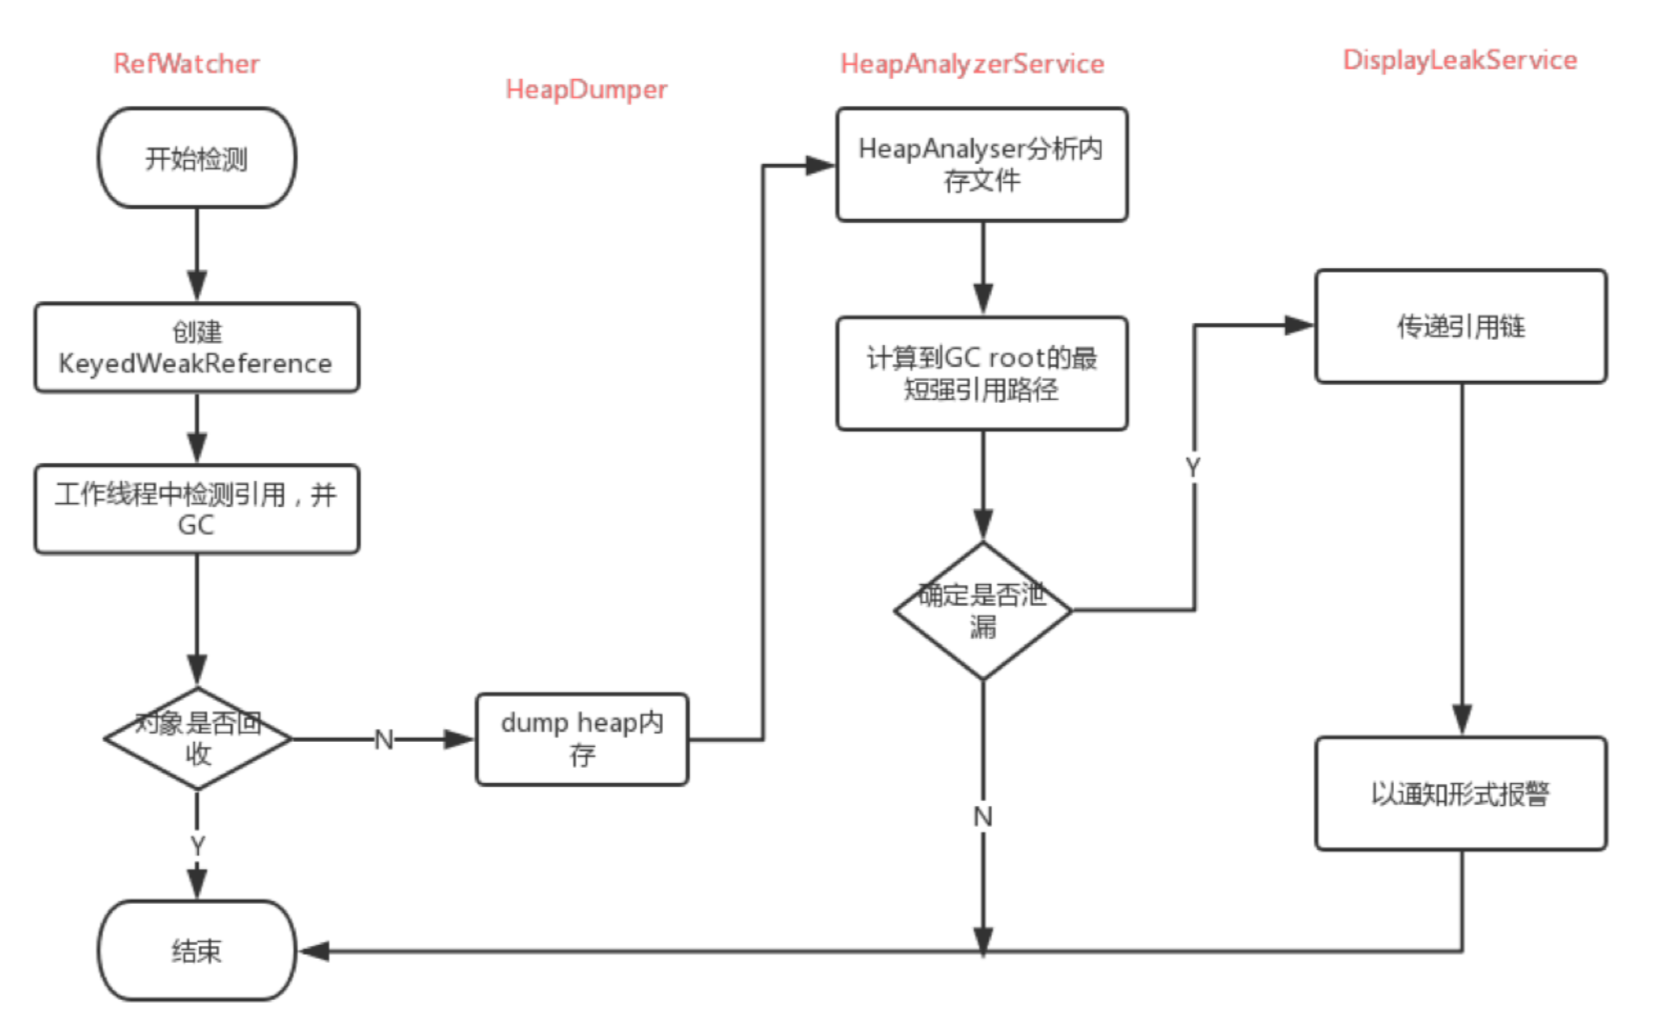 RefWatcher
HeapDumper
HeapAnalyzerService
DisplayLeakService
开始检测
创建
KeyedWeakReference
工作线程中检测引用，并
GC
对象是否回
收
N
Y
结束
dump heap内
存
HeapAnalyser分析内
存文件
计算到GC root的最
短强引用路径
确定是否泄
漏
Y
N
传递引用链
以通知形式报警